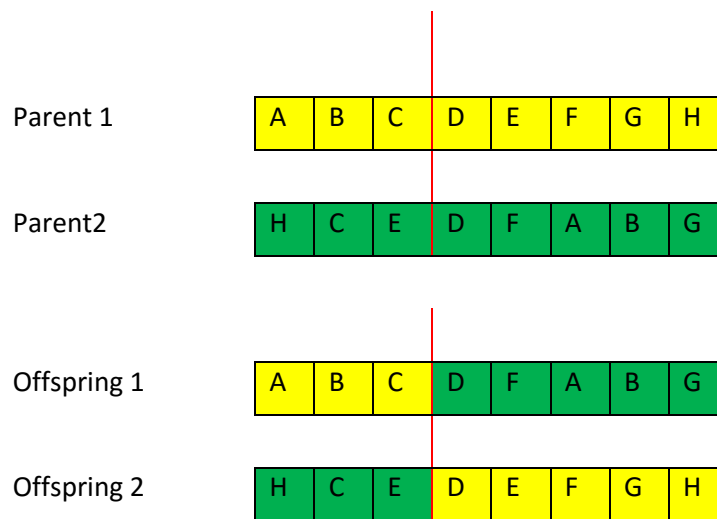 Parent 1 A B C D E F G H
Parent2 H C E D F A B G
Offspring 1 A B C D F A B G
Offspring 2 H C E D E F G H